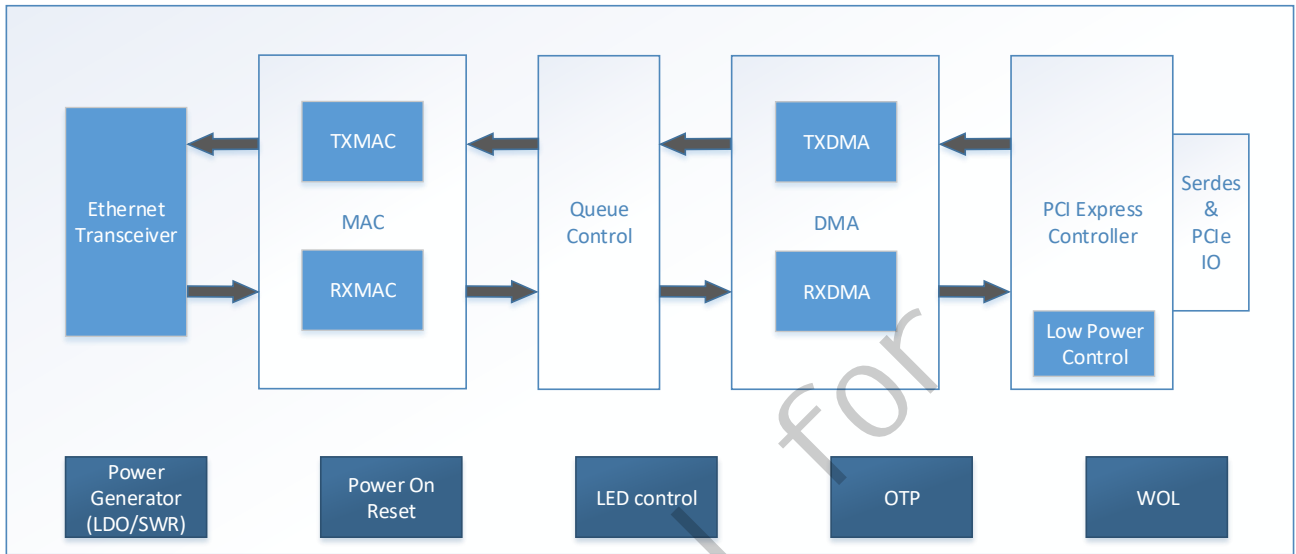 TXMAC
TXDMA
Ethernet
Transceiver
MAC
Queue
Control
DMA
PCI Express
Controller
Serdes
&
PCIe
IO
RXMAC
RXDMA
Low Power
Control
for
Power
Generator
(LDO/SWR)
Power On
Reset
LED control
OTP
WOL